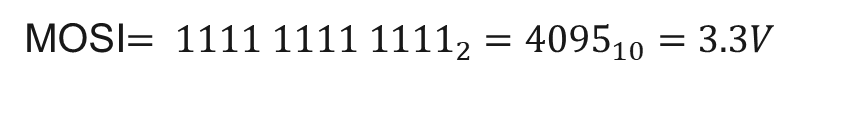 MOSI= 1111 1111 1111₂ = 4095₁₀ = 3.3V